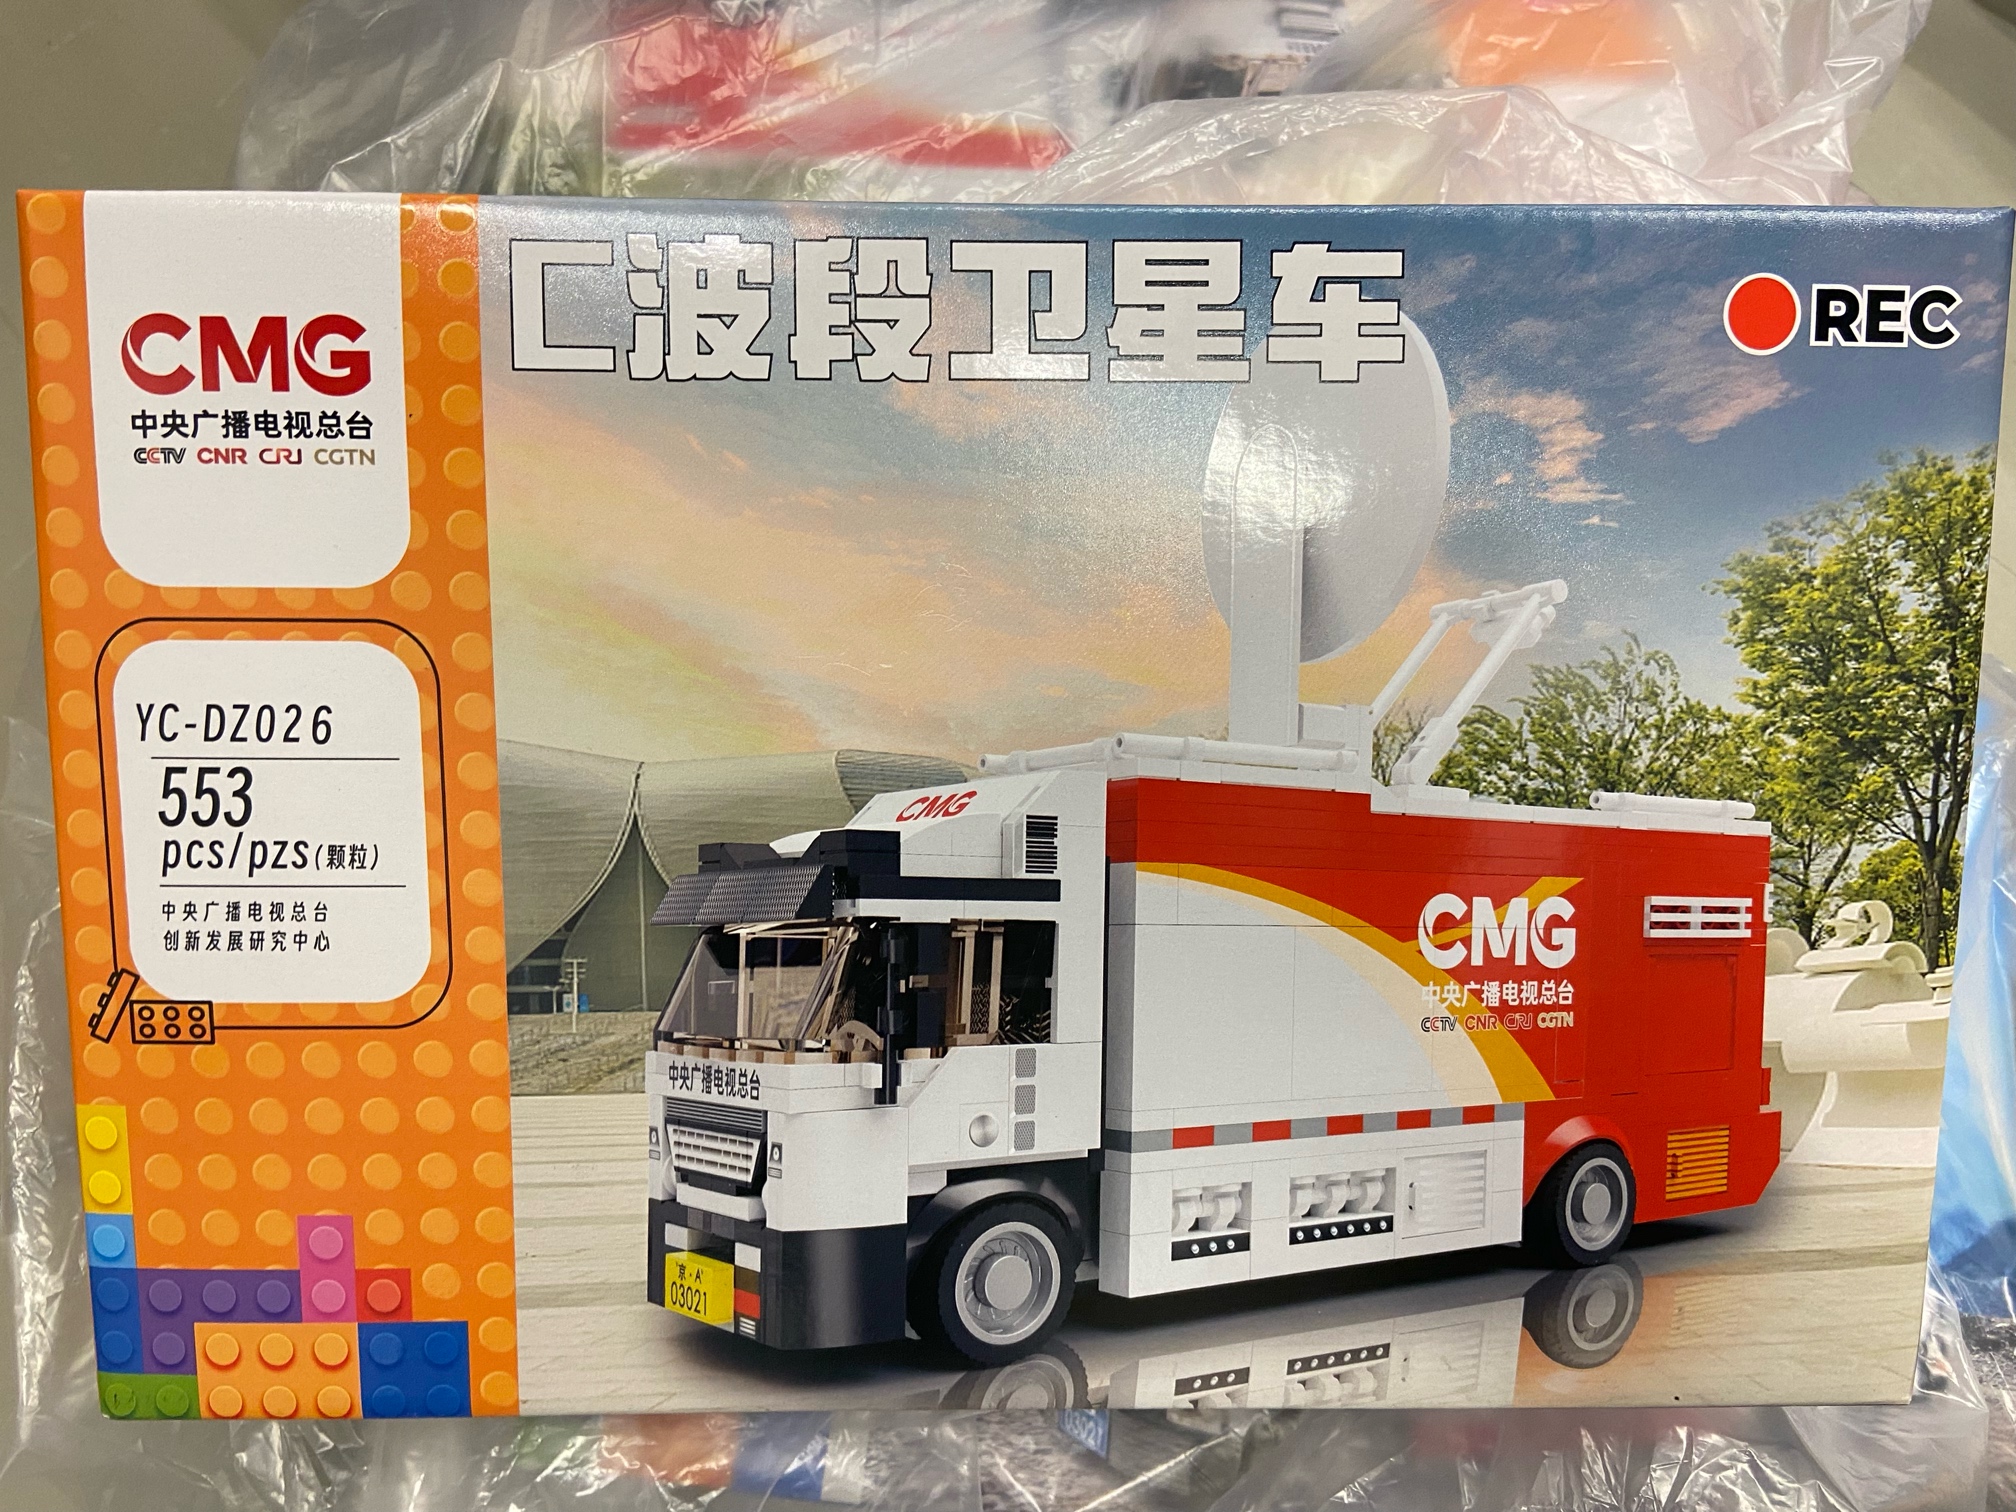 C波段卫星车
REC
CMG
中央广播电视总台
CCTV CNR CRI CGTN
YC-DZ026
553
pcs/pzs(颗粒)
中央广播电视总台
创新发展研究中心
CMG
CMG
中央广播电视总台
CCTV CNR CRI CGTN
中央广播电视总台
京·A
03021
03021